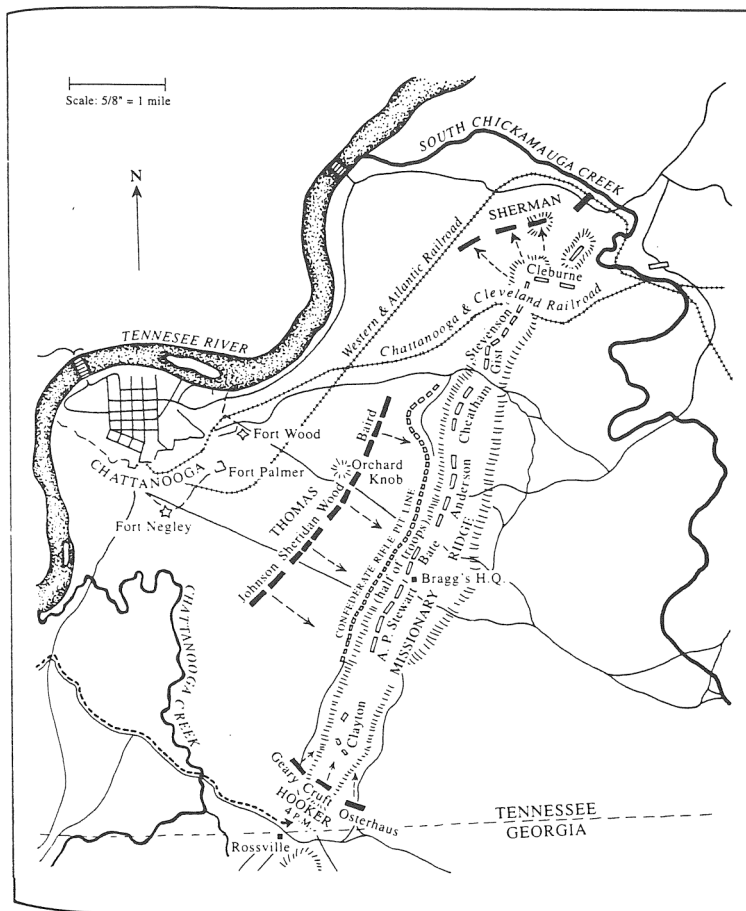 Scale: 5/8" = 1 mile
N
SOUTH CHICKAMAUGA CREEK
SHERMAN
Cleburne
Western & Atlantic Railroad
Chattanooga & Cleveland Railroad
TENNESEE RIVER
Stevenson
Gist
Cheatham
Anderson
Bate
A. P. Stewart
Clayton
Fort Wood
Fort Palmer
CHATTANOOGA
Fort Negley
Baird
Orchard
Knob
THOMAS
Wood
Sheridan
Johnson
CONFEDERATE RIFLE PIT LINE
(half of troops)
MISSIONARY RIDGE
Bragg's H.Q.
CHATTANOOGA CREEK
Geary
Cruft
HOOKER
4 P.M.
Osterhaus
Rossville
TENNESSEE
GEORGIA